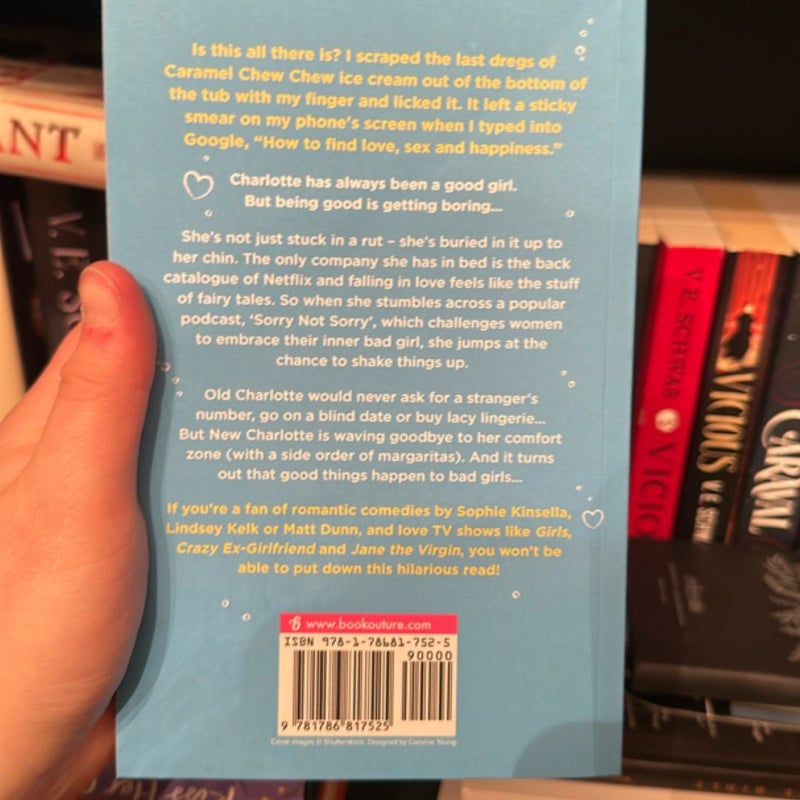 Is this all there is? I scraped the last dregs of
Caramel Chew Chew ice cream out of the bottom of
the tub with my finger and licked it. It left a sticky
smear on my phone's screen when I typed into
Google, "How to find love, sex and happiness."
Charlotte has always been a good girl.
But being good is getting boring...
She's not just stuck in a rut – she's buried in it up to
her chin. The only company she has in bed is the back
catalogue of Netflix and falling in love feels like the stuff
of fairy tales. So when she stumbles across a popular
podcast, 'Sorry Not Sorry', which challenges women
to embrace their inner bad girl, she jumps at the
chance to shake things up.
Old Charlotte would never ask for a stranger's
number, go on a blind date or buy lacy lingerie...
But New Charlotte is waving goodbye to her comfort
zone (with a side order of margaritas). And it turns
out that good things happen to bad girls...
If you're a fan of romantic comedies by Sophie Kinsella,
Lindsey Kelk or Matt Dunn, and love TV shows like Girls,
Crazy Ex-Girlfriend and Jane the Virgin, you won't be
able to put down this hilarious read!
B www.bookouture.com
ISBN 978-1-78681-752-5
90000
9 781786 817525
Cover images © Shutterstock. Designed by Caroline Young.
ANT
V.E.
V.E. SCHWAB
VICIO
VICIOUS V.E. SCHW
CARAVAL
Kiss Her